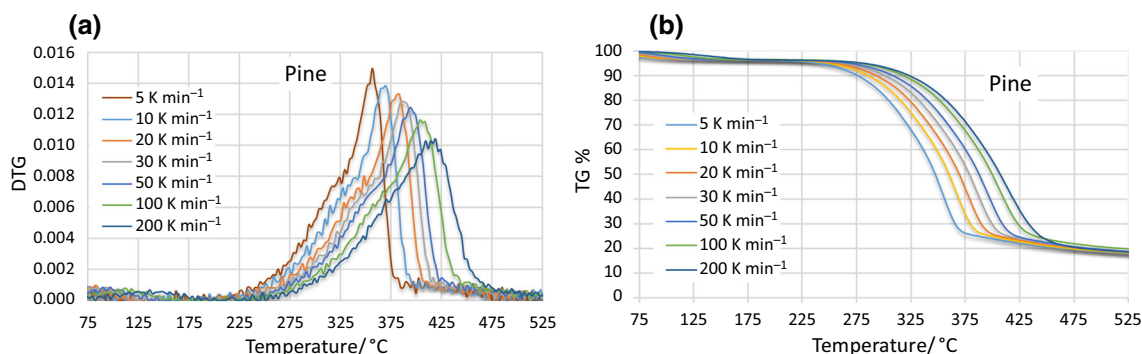 (a)
0.016
0.014
0.012
0.010
0.008
0.006
0.004
0.002
0.000
DTG
Pine
5 K min⁻¹
10 K min⁻¹
20 K min⁻¹
30 K min⁻¹
50 K min⁻¹
100 K min⁻¹
200 K min⁻¹
75 125 175 225 275 325 375 425 475 525
Temperature/ °C
(b)
100
90
80
70
60
50
40
30
20
10
0
TG %
Pine
5 K min⁻¹
10 K min⁻¹
20 K min⁻¹
30 K min⁻¹
50 K min⁻¹
100 K min⁻¹
200 K min⁻¹
75 125 175 225 275 325 375 425 475 525
Temperature/ °C